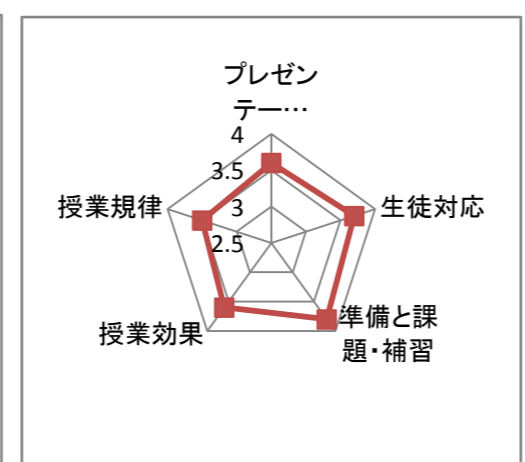 プレゼン
テー…
4
3.5
3
2.5
生徒対応
準備と課
題・補習
授業効果
授業規律